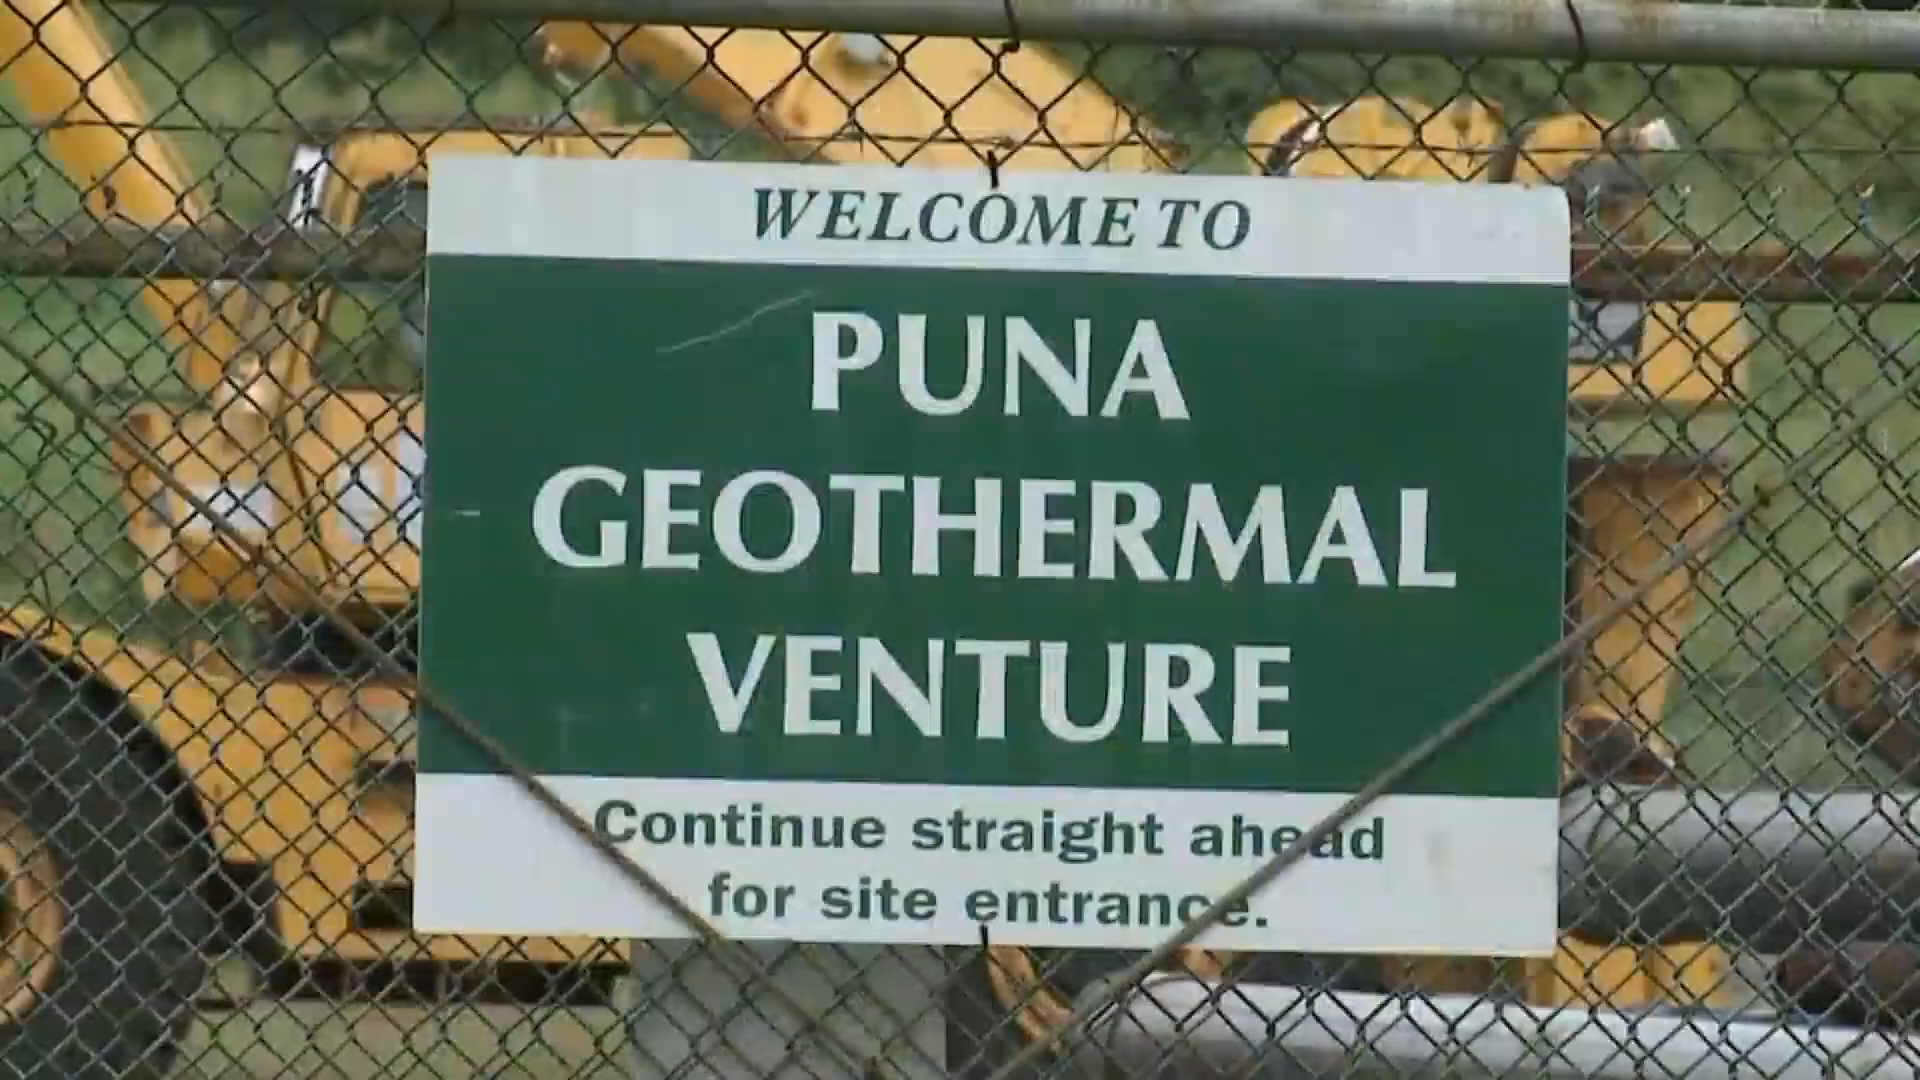 WELCOME TO
PUNA
GEOTHERMAL
VENTURE
Continue straight ahead
for site entrance.